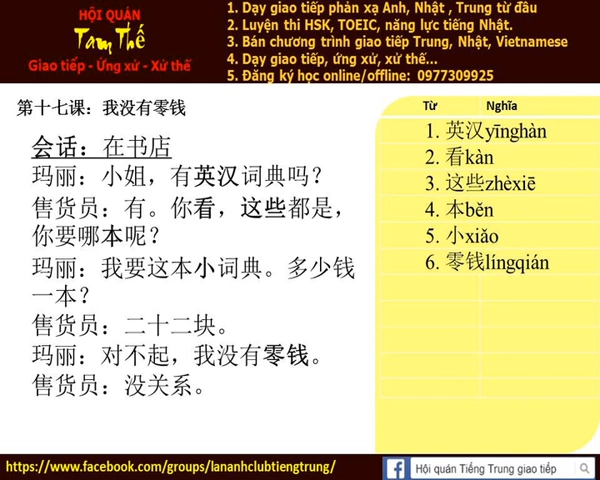 HỘI QUÁN
Tam Thế
Giao tiếp - Ứng xử - Xử thế
1. Dạy giao tiếp phản xạ Anh, Nhật , Trung từ đầu
2. Luyện thi HSK, TOEIC, năng lực tiếng Nhật.
3. Bán chương trình giao tiếp Trung, Nhật, Vietnamese
4. Dạy giao tiếp, ứng xử, xử thế...
5. Đăng ký học online/offline: 0977309925
第十七课：我没有零钱
会话：在书店
玛丽：小姐，有英汉词典吗？
售货员：有。你看，这些都是，
你要哪本呢？
玛丽：我要这本小词典。多少钱
一本？
售货员：二十二块。
玛丽：对不起，我没有零钱。
售货员：没关系。
Từ Nghĩa
1. 英汉yīnghàn
2. 看kàn
3. 这些zhèxiē
4. 本běn
5. 小xiǎo
6. 零钱língqián
https://www.facebook.com/groups/lananhclubtiengtrung/
Hội quán Tiếng Trung giao tiếp